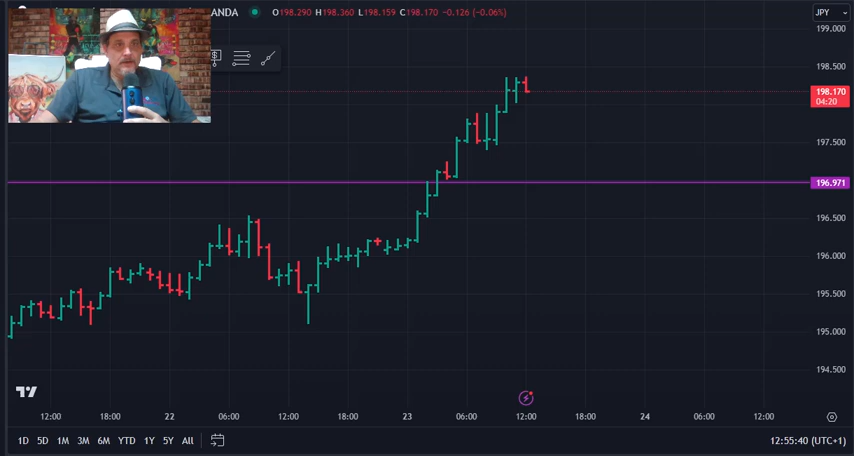 ANDA O198.290 H198.360 L198.159 C198.170 −0.126 (−0.06%)
JPY
199.000
198.500
198.170
04:20
197.500
196.971
196.500
196.000
195.500
195.000
194.500
12:00 18:00 22 06:00 12:00 18:00 23 06:00 12:00 18:00 24 06:00 12:00
1D 5D 1M 3M 6M YTD 1Y 5Y All 12:55:40 (UTC+1)